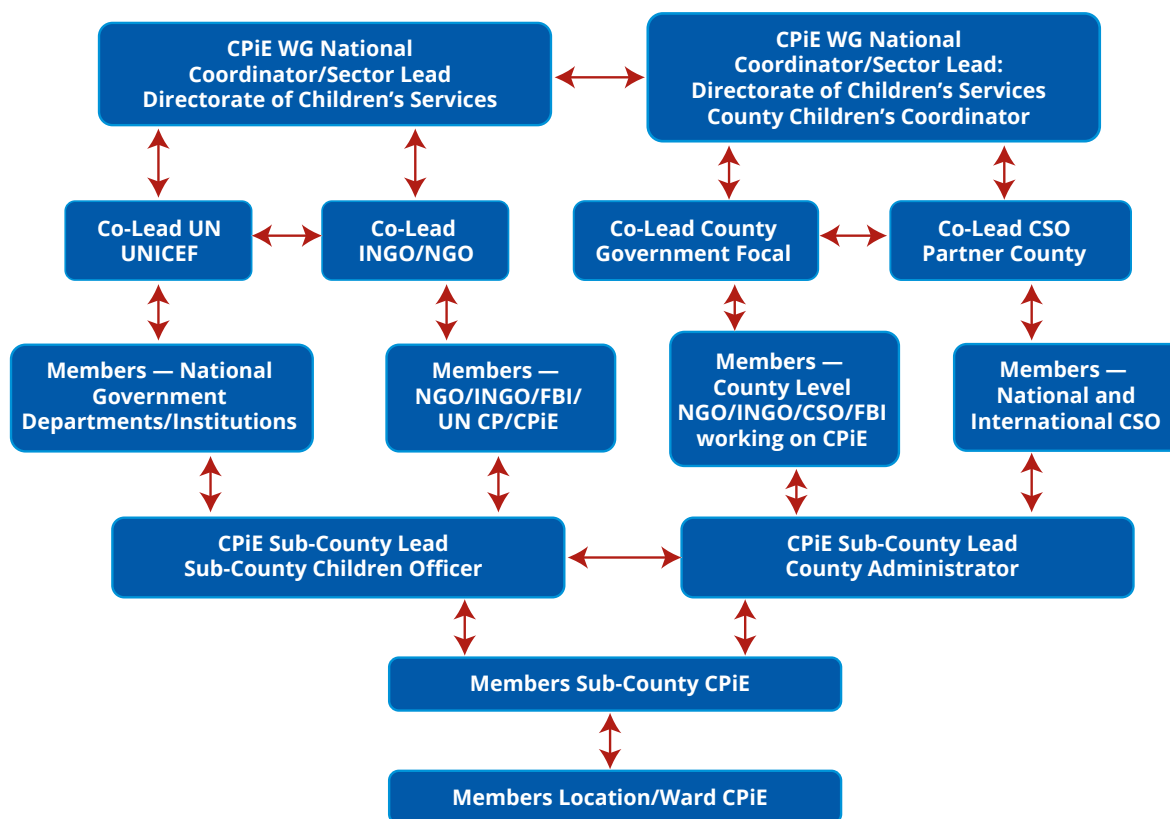 CPiE WG National
Coordinator/Sector Lead
Directorate of Children’s Services
CPiE WG National
Coordinator/Sector Lead:
Directorate of Children’s Services
County Children’s Coordinator
Co-Lead UN
UNICEF
Co-Lead
INGO/NGO
Co-Lead County
Government Focal
Co-Lead CSO
Partner County
Members — National
Government
Departments/Institutions
Members —
NGO/INGO/FBI/
UN CP/CPiE
Members —
County Level
NGO/INGO/CSO/FBI
working on CPiE
Members —
National and
International CSO
CPiE Sub-County Lead
Sub-County Children Officer
CPiE Sub-County Lead
County Administrator
Members Sub-County CPiE
Members Location/Ward CPiE